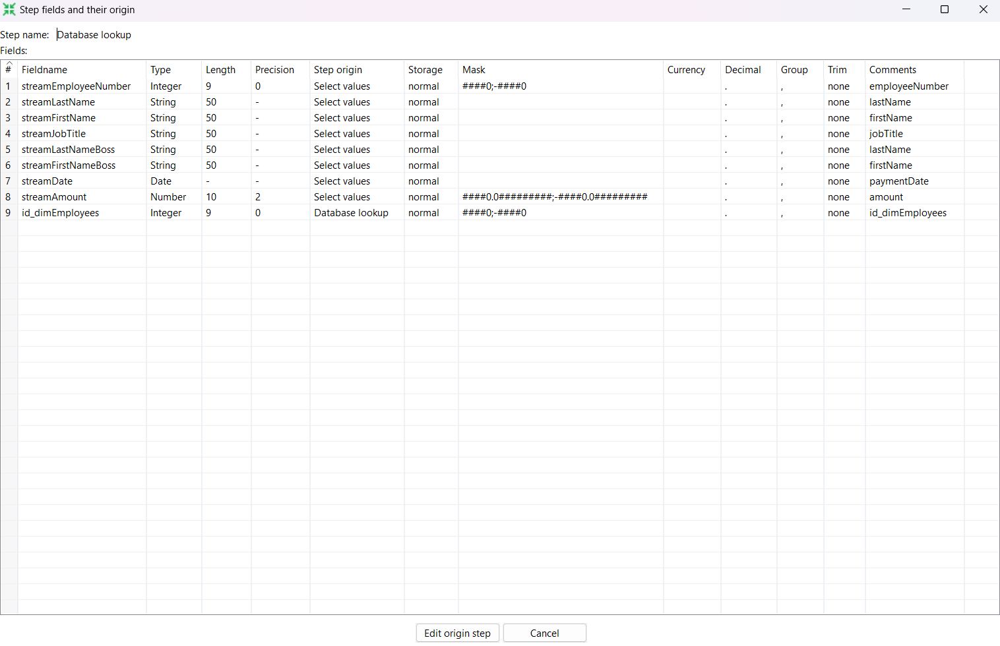 Step fields and their origin
Step name: Database lookup
Fields:
# Fieldname Type Length Precision Step origin Storage Mask Currency Decimal Group Trim Comments
1 streamEmployeeNumber Integer 9 0 Select values normal ####0;-####0 . , none employeeNumber
2 streamLastName String 50 - Select values normal . , none lastName
3 streamFirstName String 50 - Select values normal . , none firstName
4 streamJobTitle String 50 - Select values normal . , none jobTitle
5 streamLastNameBoss String 50 - Select values normal . , none lastName
6 streamFirstNameBoss String 50 - Select values normal . , none firstName
7 streamDate Date - - Select values normal . , none paymentDate
8 streamAmount Number 10 2 Select values normal ####0.0#########;-####0.0######### . , none amount
9 id_dimEmployees Integer 9 0 Database lookup normal ####0;-####0 . , none id_dimEmployees
Edit origin step Cancel